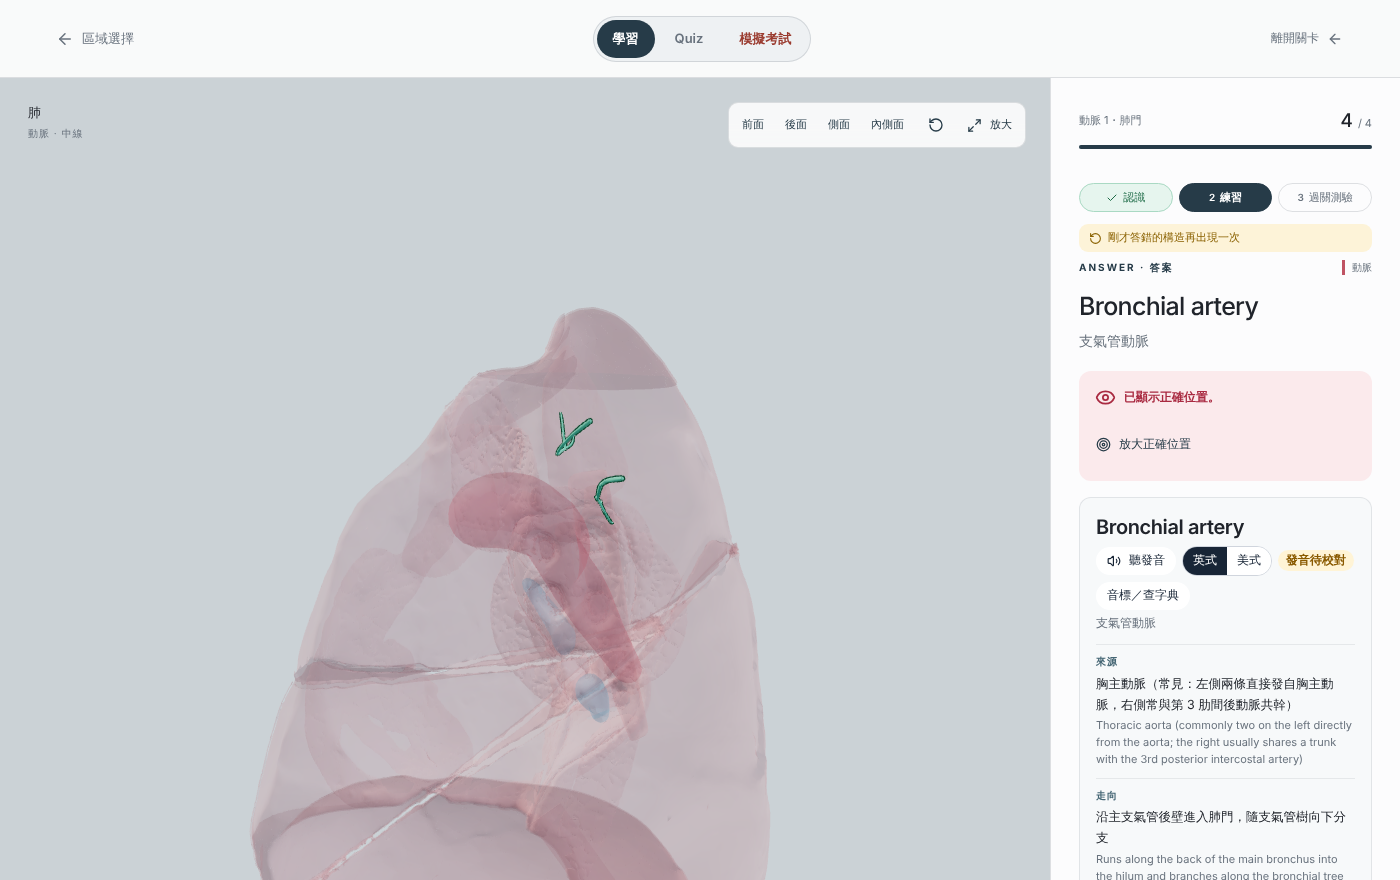 區域選擇
學習
Quiz
模擬考試
離開關卡
肺
動脈 · 中線
前面
後面
側面
內側面
放大
動脈 1 · 肺門
4 / 4
認識
2 練習
3 過關測驗
剛才答錯的構造再出現一次
ANSWER · 答案
動脈
Bronchial artery
支氣管動脈
已顯示正確位置。
放大正確位置
Bronchial artery
聽發音
英式
美式
發音待校對
音標／查字典
支氣管動脈
來源
胸主動脈（常見：左側兩條直接發自胸主動
脈，右側常與第 3 肋間後動脈共幹）
Thoracic aorta (commonly two on the left directly
from the aorta; the right usually shares a trunk
with the 3rd posterior intercostal artery)
走向
沿主支氣管後壁進入肺門，隨支氣管樹向下分
支
Runs along the back of the main bronchus into
the hilum and branches along the bronchial tree